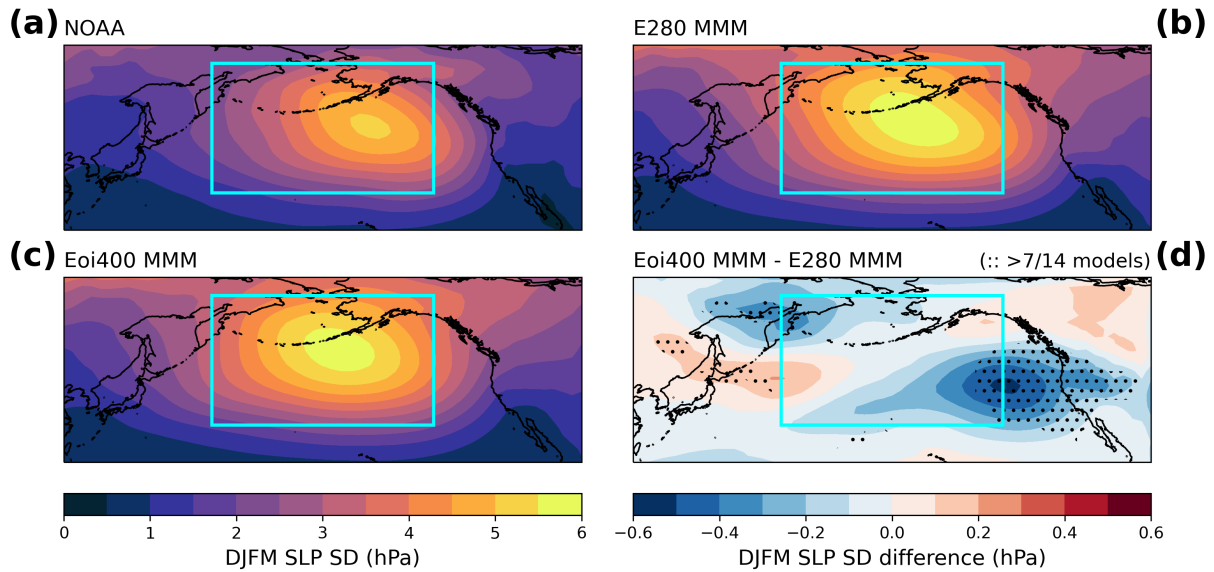 (a) NOAA
E280 MMM (b)
(c) Eoi400 MMM
Eoi400 MMM - E280 MMM (:: >7/14 models) (d)
0 1 2 3 4 5 6
DJFM SLP SD (hPa)
−0.6 −0.4 −0.2 0.0 0.2 0.4 0.6
DJFM SLP SD difference (hPa)